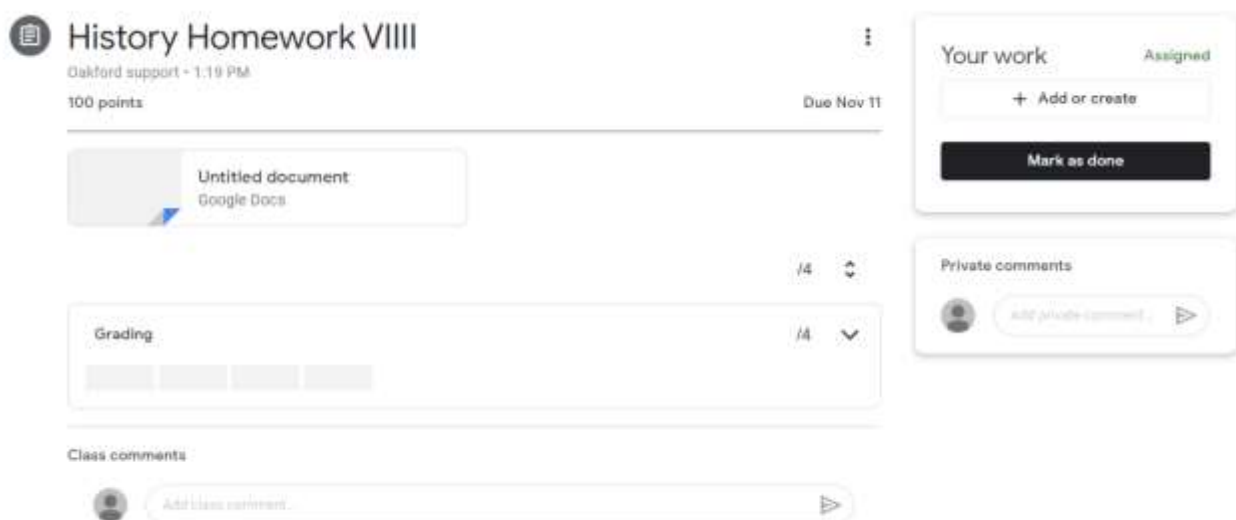 History Homework VIIII
Oakford support • 1:19 PM
100 points
Due Nov 11
Untitled document
Google Docs
/4
Grading
/4
Class comments
Add class comment...
Your work
Assigned
+ Add or create
Mark as done
Private comments
Add private comment...